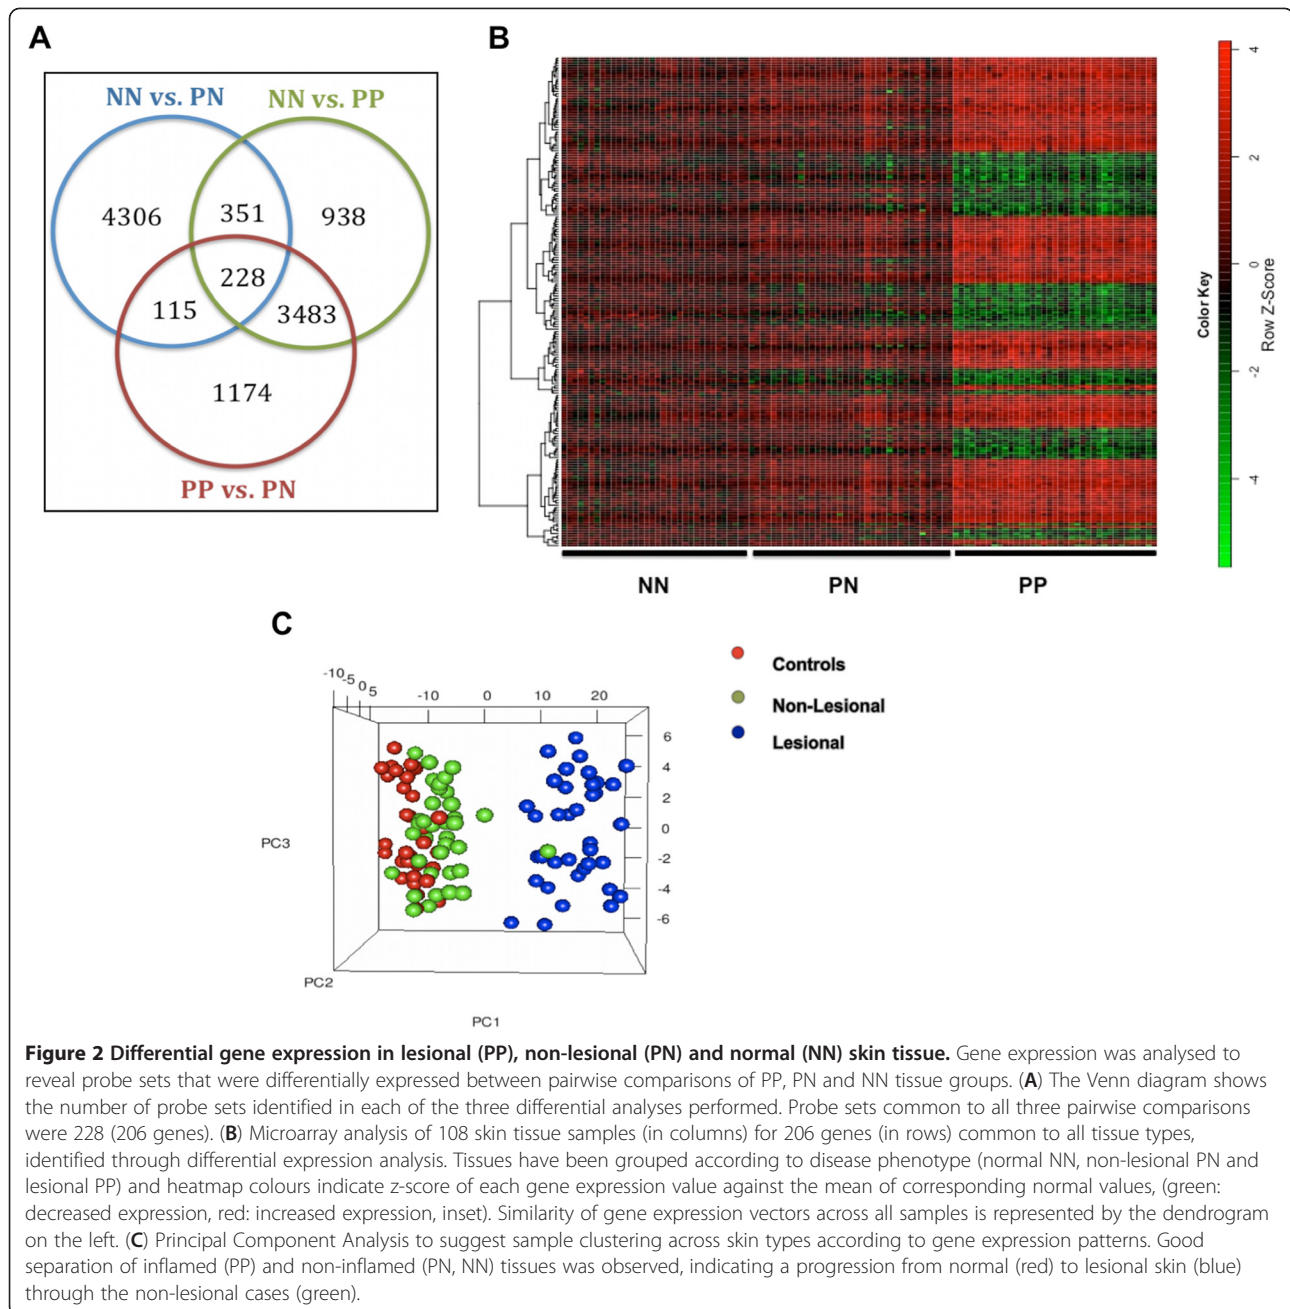 A
NN vs. PN
NN vs. PP
4306
351
938
228
115
3483
1174
PP vs. PN
B
NN
PN
PP
4
2
0
-2
-4
Color Key
Row Z-Score
C
-10
-5
0
5
-10
0
10
20
6
4
2
0
-2
-4
-6
PC3
PC2
PC1
Controls
Non-Lesional
Lesional
Figure 2 Differential gene expression in lesional (PP), non-lesional (PN) and normal (NN) skin tissue. Gene expression was analysed to
reveal probe sets that were differentially expressed between pairwise comparisons of PP, PN and NN tissue groups. (A) The Venn diagram shows
the number of probe sets identified in each of the three differential analyses performed. Probe sets common to all three pairwise comparisons
were 228 (206 genes). (B) Microarray analysis of 108 skin tissue samples (in columns) for 206 genes (in rows) common to all tissue types,
identified through differential expression analysis. Tissues have been grouped according to disease phenotype (normal NN, non-lesional PN and
lesional PP) and heatmap colours indicate z-score of each gene expression value against the mean of corresponding normal values, (green:
decreased expression, red: increased expression, inset). Similarity of gene expression vectors across all samples is represented by the dendrogram
on the left. (C) Principal Component Analysis to suggest sample clustering across skin types according to gene expression patterns. Good
separation of inflamed (PP) and non-inflamed (PN, NN) tissues was observed, indicating a progression from normal (red) to lesional skin (blue)
through the non-lesional cases (green).